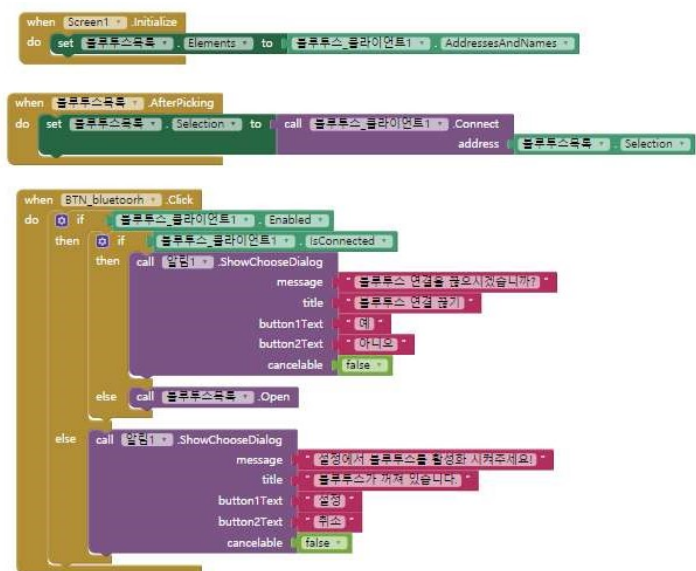 when Screen1 .Initialize
do set 블루투스목록 . Elements to 블루투스_클라이언트1 . AddressesAndNames
when 블루투스목록 .AfterPicking
do set 블루투스목록 . Selection to call 블루투스_클라이언트1 .Connect
address 블루투스목록 . Selection
when BTN_bluetoorh .Click
do if 블루투스_클라이언트1 . Enabled
then if 블루투스_클라이언트1 . IsConnected
then call 알림1 .ShowChooseDialog
message " 블루투스 연결을 끊으시겠습니까? "
title " 블루투스 연결 끊기 "
button1Text " 예 "
button2Text " 아니요 "
cancelable false
else call 블루투스목록 .Open
else call 알림1 .ShowChooseDialog
message " 설정에서 블루투스를 활성화 시켜주세요! "
title " 블루투스가 꺼져 있습니다. "
button1Text " 설정 "
button2Text " 취소 "
cancelable false